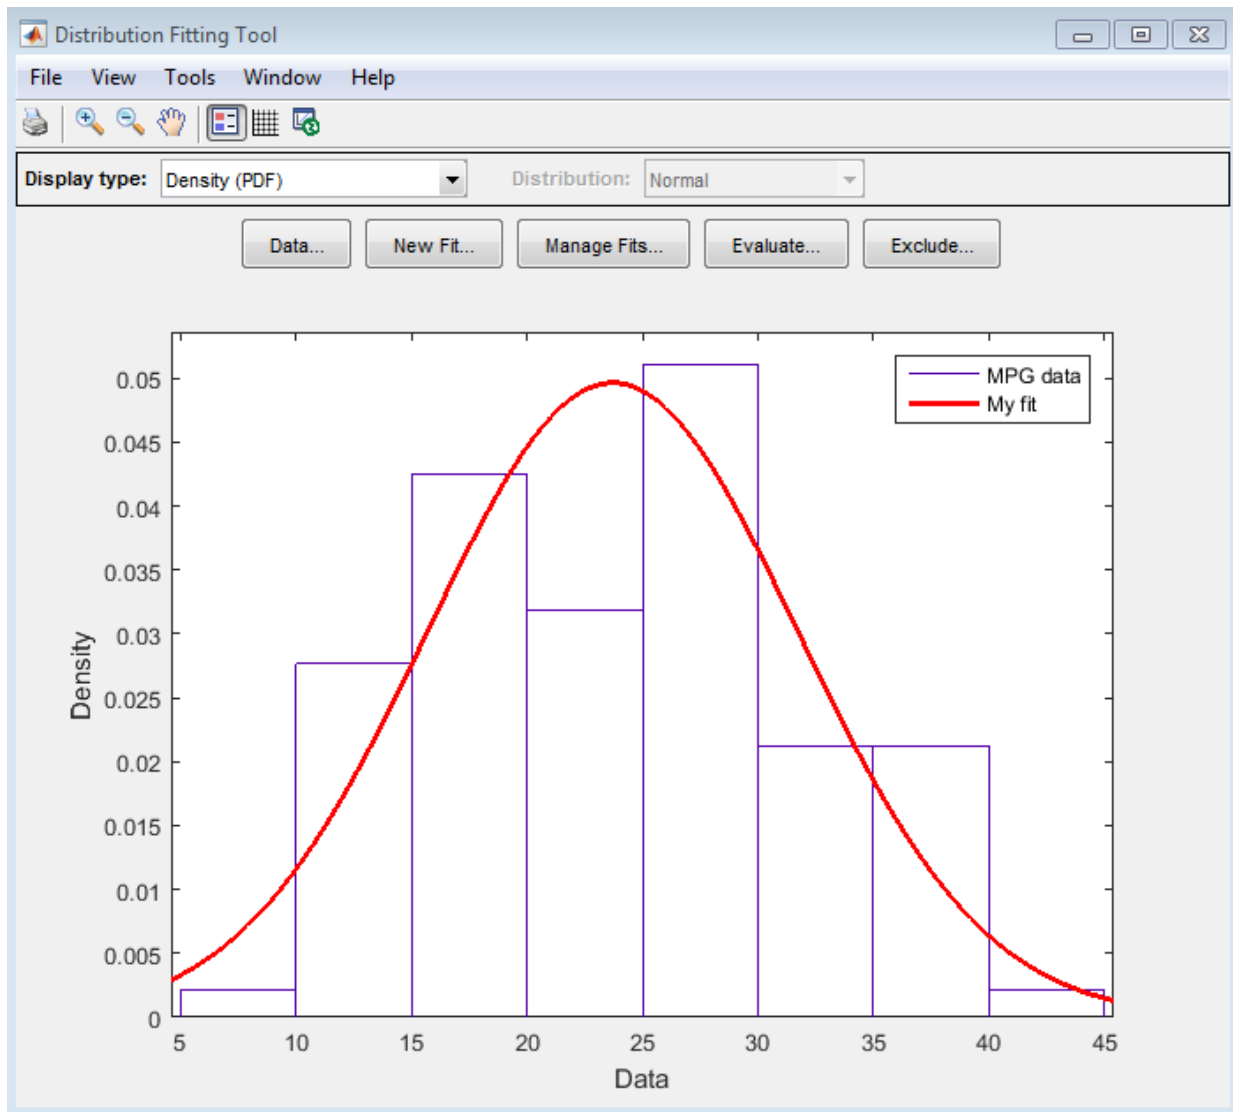 Distribution Fitting Tool
File View Tools Window Help
Display type: Density (PDF) Distribution: Normal
Data... New Fit... Manage Fits... Evaluate... Exclude...
MPG data
My fit
0.05
0.045
0.04
0.035
0.03
0.025
0.02
0.015
0.01
0.005
0
Density
5 10 15 20 25 30 35 40 45
Data